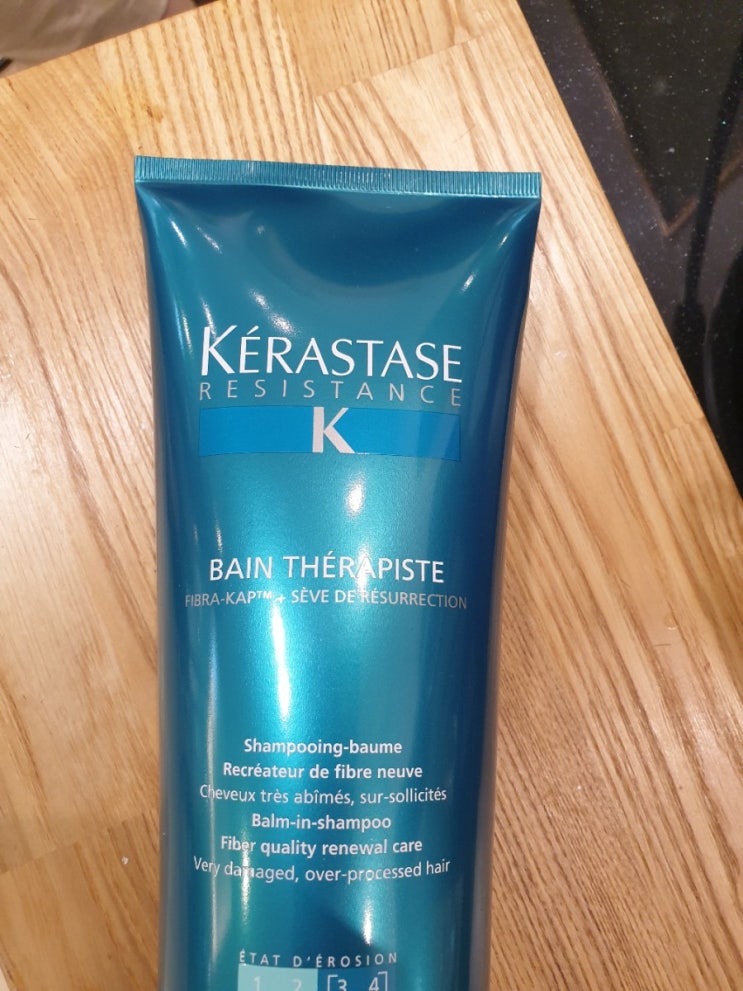 KÉRASTASE
RESISTANCE
K
BAIN THÉRAPISTE
FIBRA-KAP™ + SÈVE DE RÉSURRECTION
Shampooing-baume
Recréateur de fibre neuve
Cheveux très abîmés, sur-sollicités
Balm-in-shampoo
Fiber quality renewal care
Very damaged, over-processed hair
ÉTAT D'ÉROSION
1 2 [3 4]